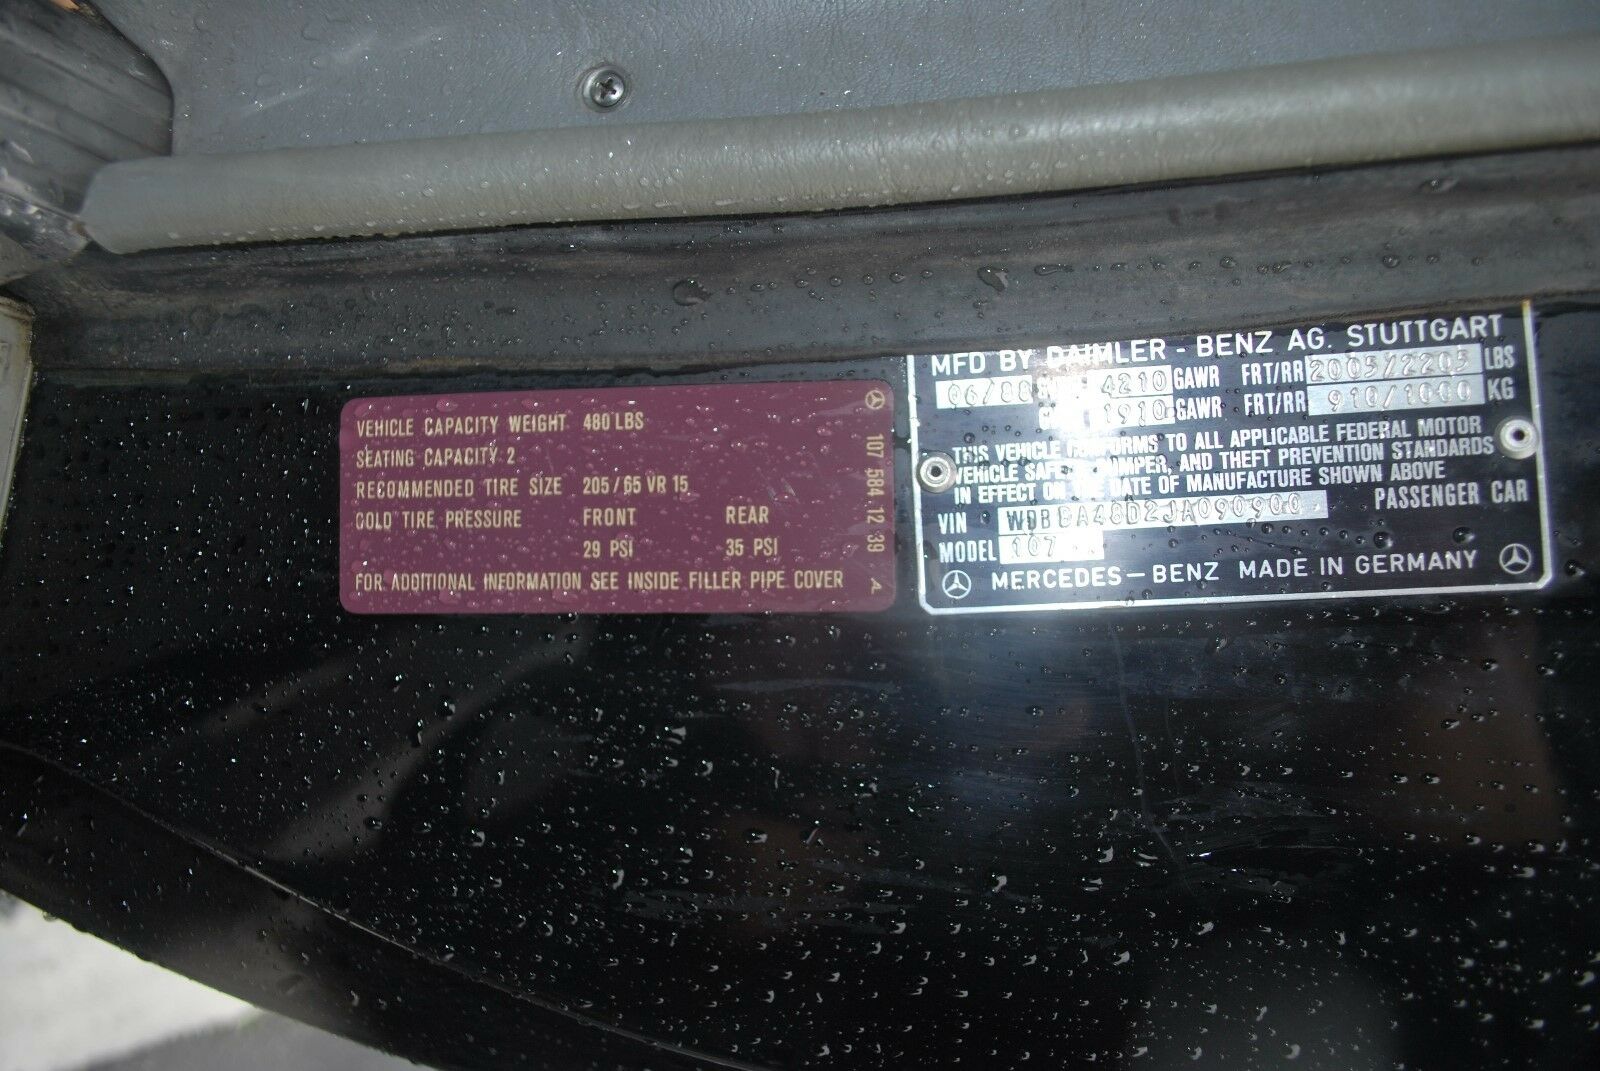 VEHICLE CAPACITY WEIGHT 480 LBS
SEATING CAPACITY 2
RECOMMENDED TIRE SIZE 205/65 VR 15
COLD TIRE PRESSURE FRONT REAR
29 PSI 35 PSI
FOR ADDITIONAL INFORMATION SEE INSIDE FILLER PIPE COVER
107 584 12 39 A
MFD BY DAIMLER-BENZ AG. STUTTGART
06/88 4210 GAWR FRT/RR 2005/2205 LBS
1910 GAWR FRT/RR 910/1000 KG
THIS VEHICLE CONFORMS TO ALL APPLICABLE FEDERAL MOTOR
VEHICLE SAFETY, BUMPER, AND THEFT PREVENTION STANDARDS
IN EFFECT ON THE DATE OF MANUFACTURE SHOWN ABOVE
VIN WDBBA48D2JA090900 PASSENGER CAR
MODEL 107
MERCEDES-BENZ MADE IN GERMANY